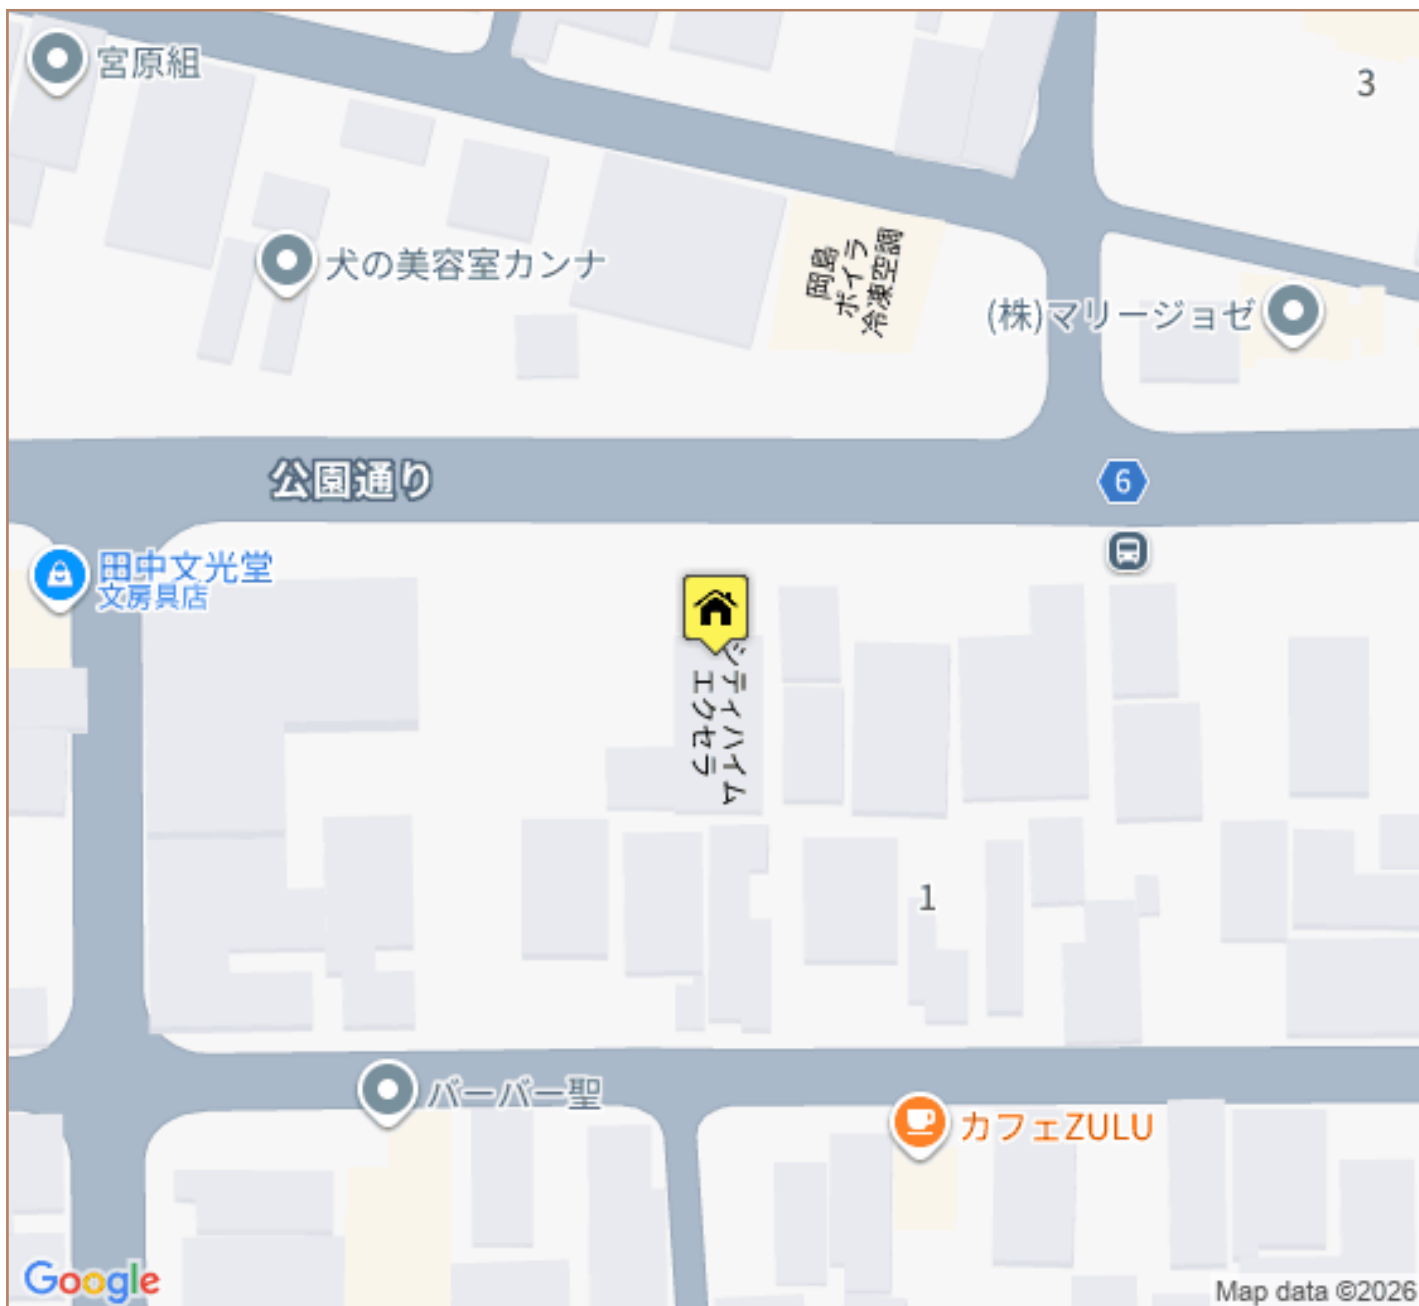 宮原組
3
犬の美容室カンナ
岡島
ボイラ
冷凍空調
(株)マリージョゼ
公園通り
6
田中文光堂
文房具店
シティハイム
エクセラ
1
バーバー聖
カフェZULU
Google
Map data ©2026